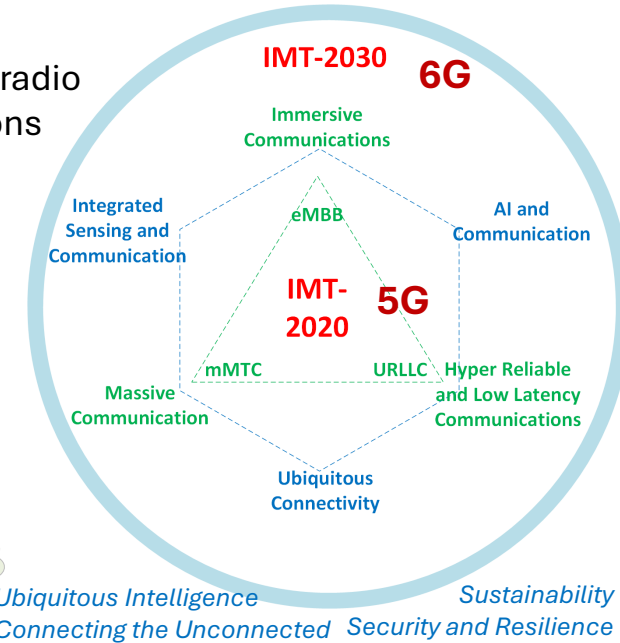 radio
ons
IMT-2030
6G
Immersive
Communications
Integrated
Sensing and
Communication
AI and
Communication
eMBB
IMT-
2020
5G
mMTC
URLLC
Massive
Communication
Hyper Reliable
and Low Latency
Communications
Ubiquitous
Connectivity
Ubiquitous Intelligence
Connecting the Unconnected
Sustainability
Security and Resilience